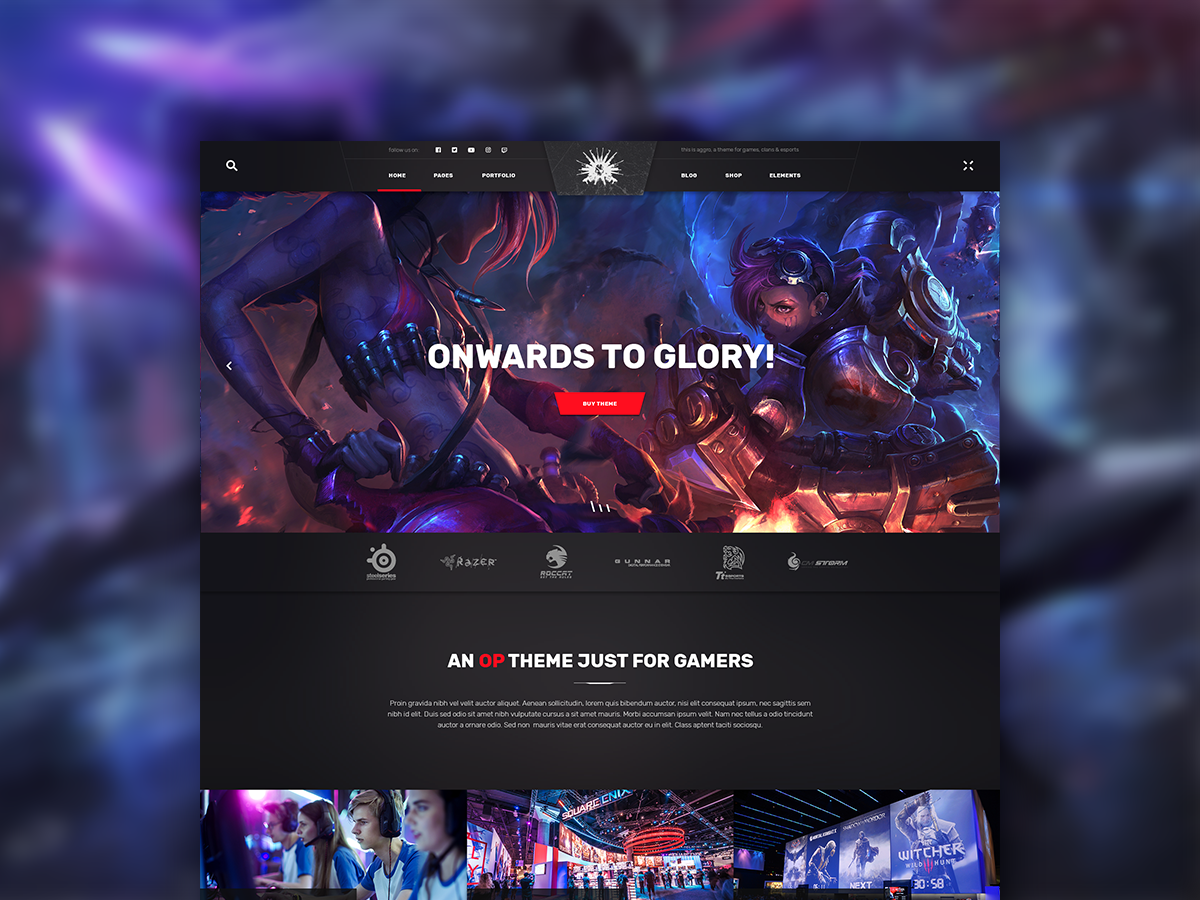 follow us on:
this is aggro, a theme for games, clans & esports
HOME PAGES PORTFOLIO BLOG SHOP ELEMENTS
ONWARDS TO GLORY!
BUY THEME
steelseries
RAZER
ROCCAT
GUNNAR
Tt eSPORTS
CM STORM
AN OP THEME JUST FOR GAMERS
Proin gravida nibh vel velit auctor aliquet. Aenean sollicitudin, lorem quis bibendum auctor, nisi elit consequat ipsum, nec sagittis sem
nibh id elit. Duis sed odio sit amet nibh vulputate cursus a sit amet mauris. Morbi accumsan ipsum velit. Nam nec tellus a odio tincidunt
auctor a ornare odio. Sed non mauris vitae erat consequat auctor eu in elit. Class aptent taciti sociosqu.
SQUARE ENIX
SHADOW OF MORDOR
WITCHER
WILD HUNT
NEXT
30:58